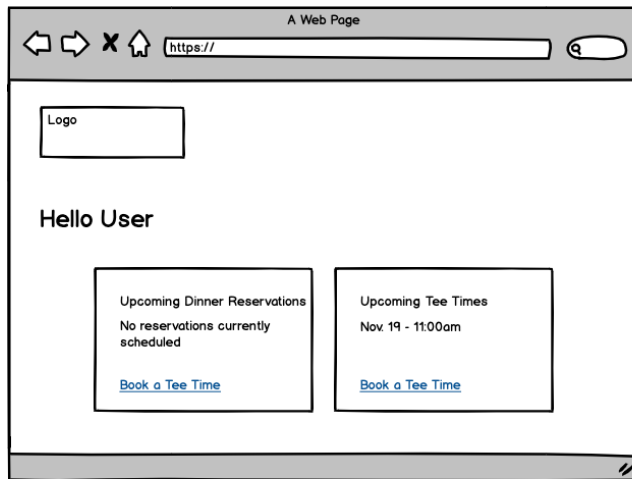 A Web Page
https://
Logo
Hello User
Upcoming Dinner Reservations
No reservations currently
scheduled
Book a Tee Time
Upcoming Tee Times
Nov. 19 - 11:00am
Book a Tee Time